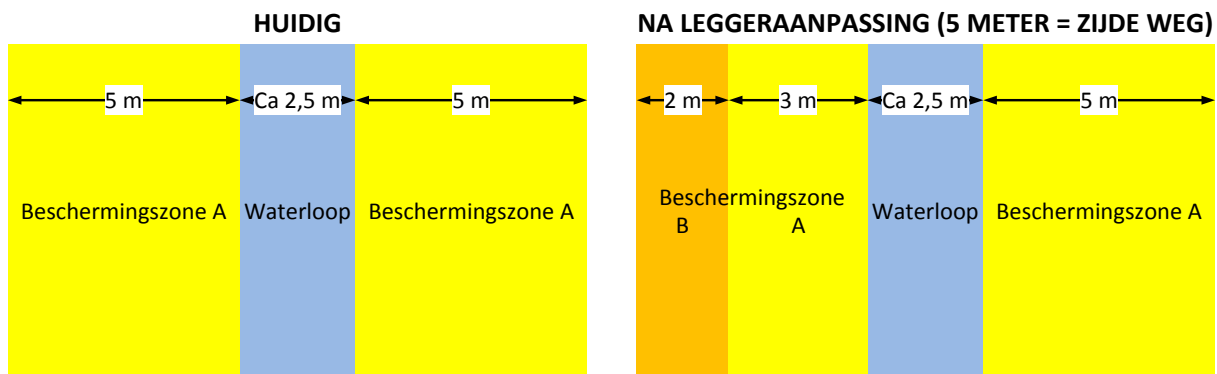 HUIDIG
5 m Ca 2,5 m 5 m
Beschermingszone A Waterloop Beschermingszone A
NA LEGGERAANPASSING (5 METER = ZIJDE WEG)
2 m 3 m Ca 2,5 m 5 m
Beschermingszone Waterloop Beschermingszone A
B A